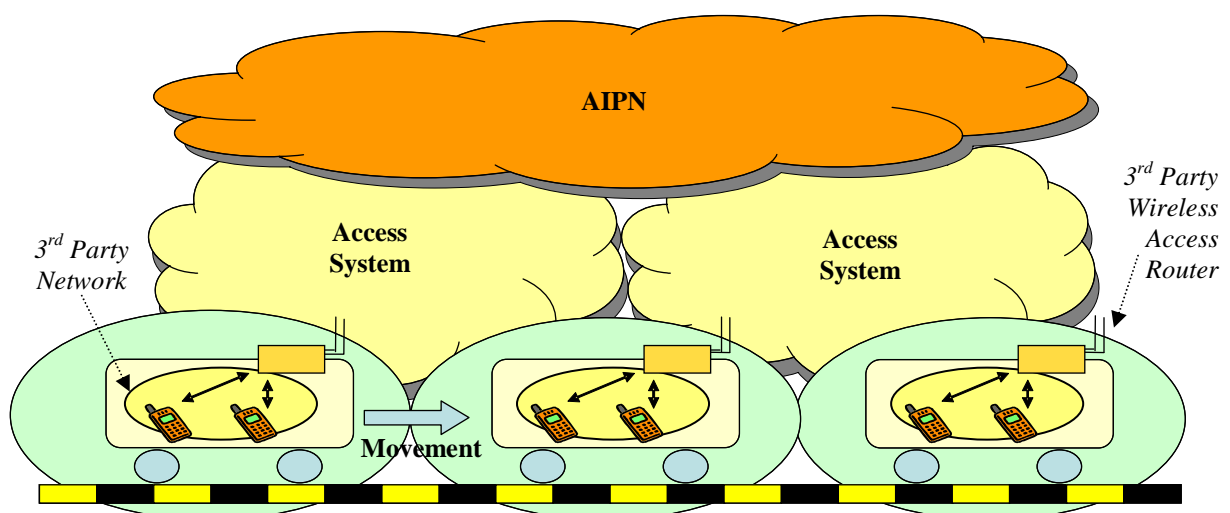 AIPN
Access
System
Access
System
3rd Party
Network
3rd Party
Wireless
Access
Router
Movement